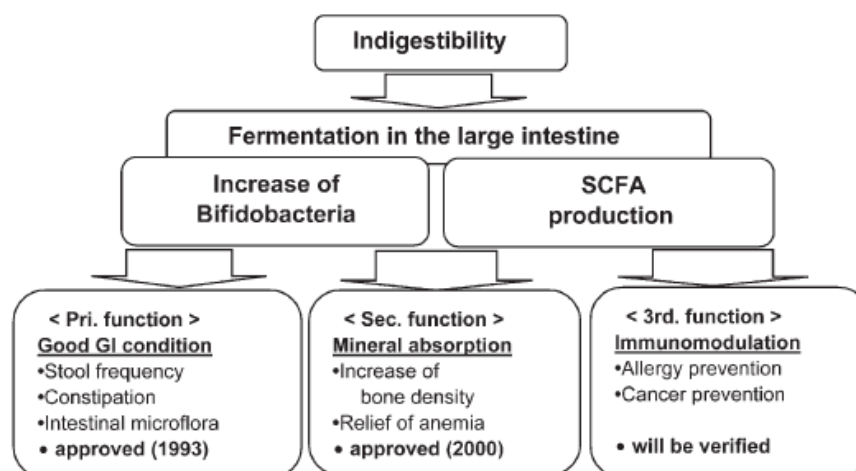 Indigestibility
Fermentation in the large intestine
Increase of
Bifidobacteria
SCFA
production
< Pri. function >
Good GI condition
•Stool frequency
•Constipation
•Intestinal microflora
• approved (1993)
< Sec. function >
Mineral absorption
•Increase of
bone density
•Relief of anemia
• approved (2000)
< 3rd. function >
Immunomodulation
•Allergy prevention
•Cancer prevention
• will be verified